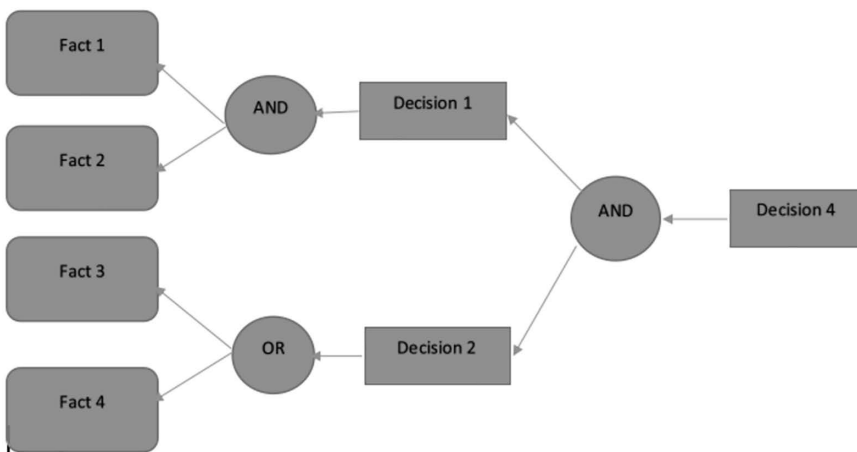 Fact 1
AND
Decision 1
Fact 2
AND
Decision 4
Fact 3
OR
Decision 2
Fact 4